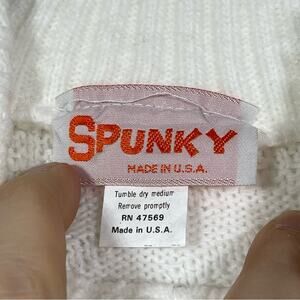 SPUNKY
MADE IN U.S.A.
Tumble dry medium
Remove promptly
RN 47569
Made in U.S.A.